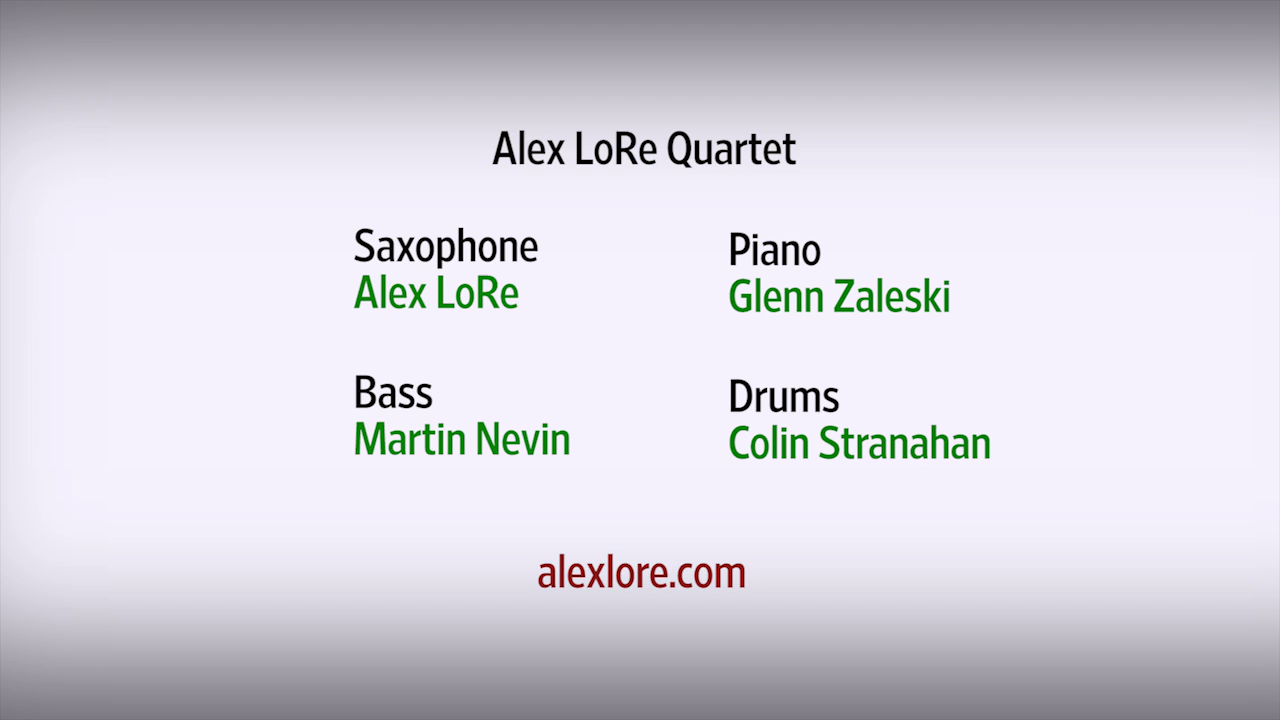 Alex LoRe Quartet
Saxophone
Alex LoRe
Piano
Glenn Zaleski
Bass
Martin Nevin
Drums
Colin Stranahan
alexlore.com